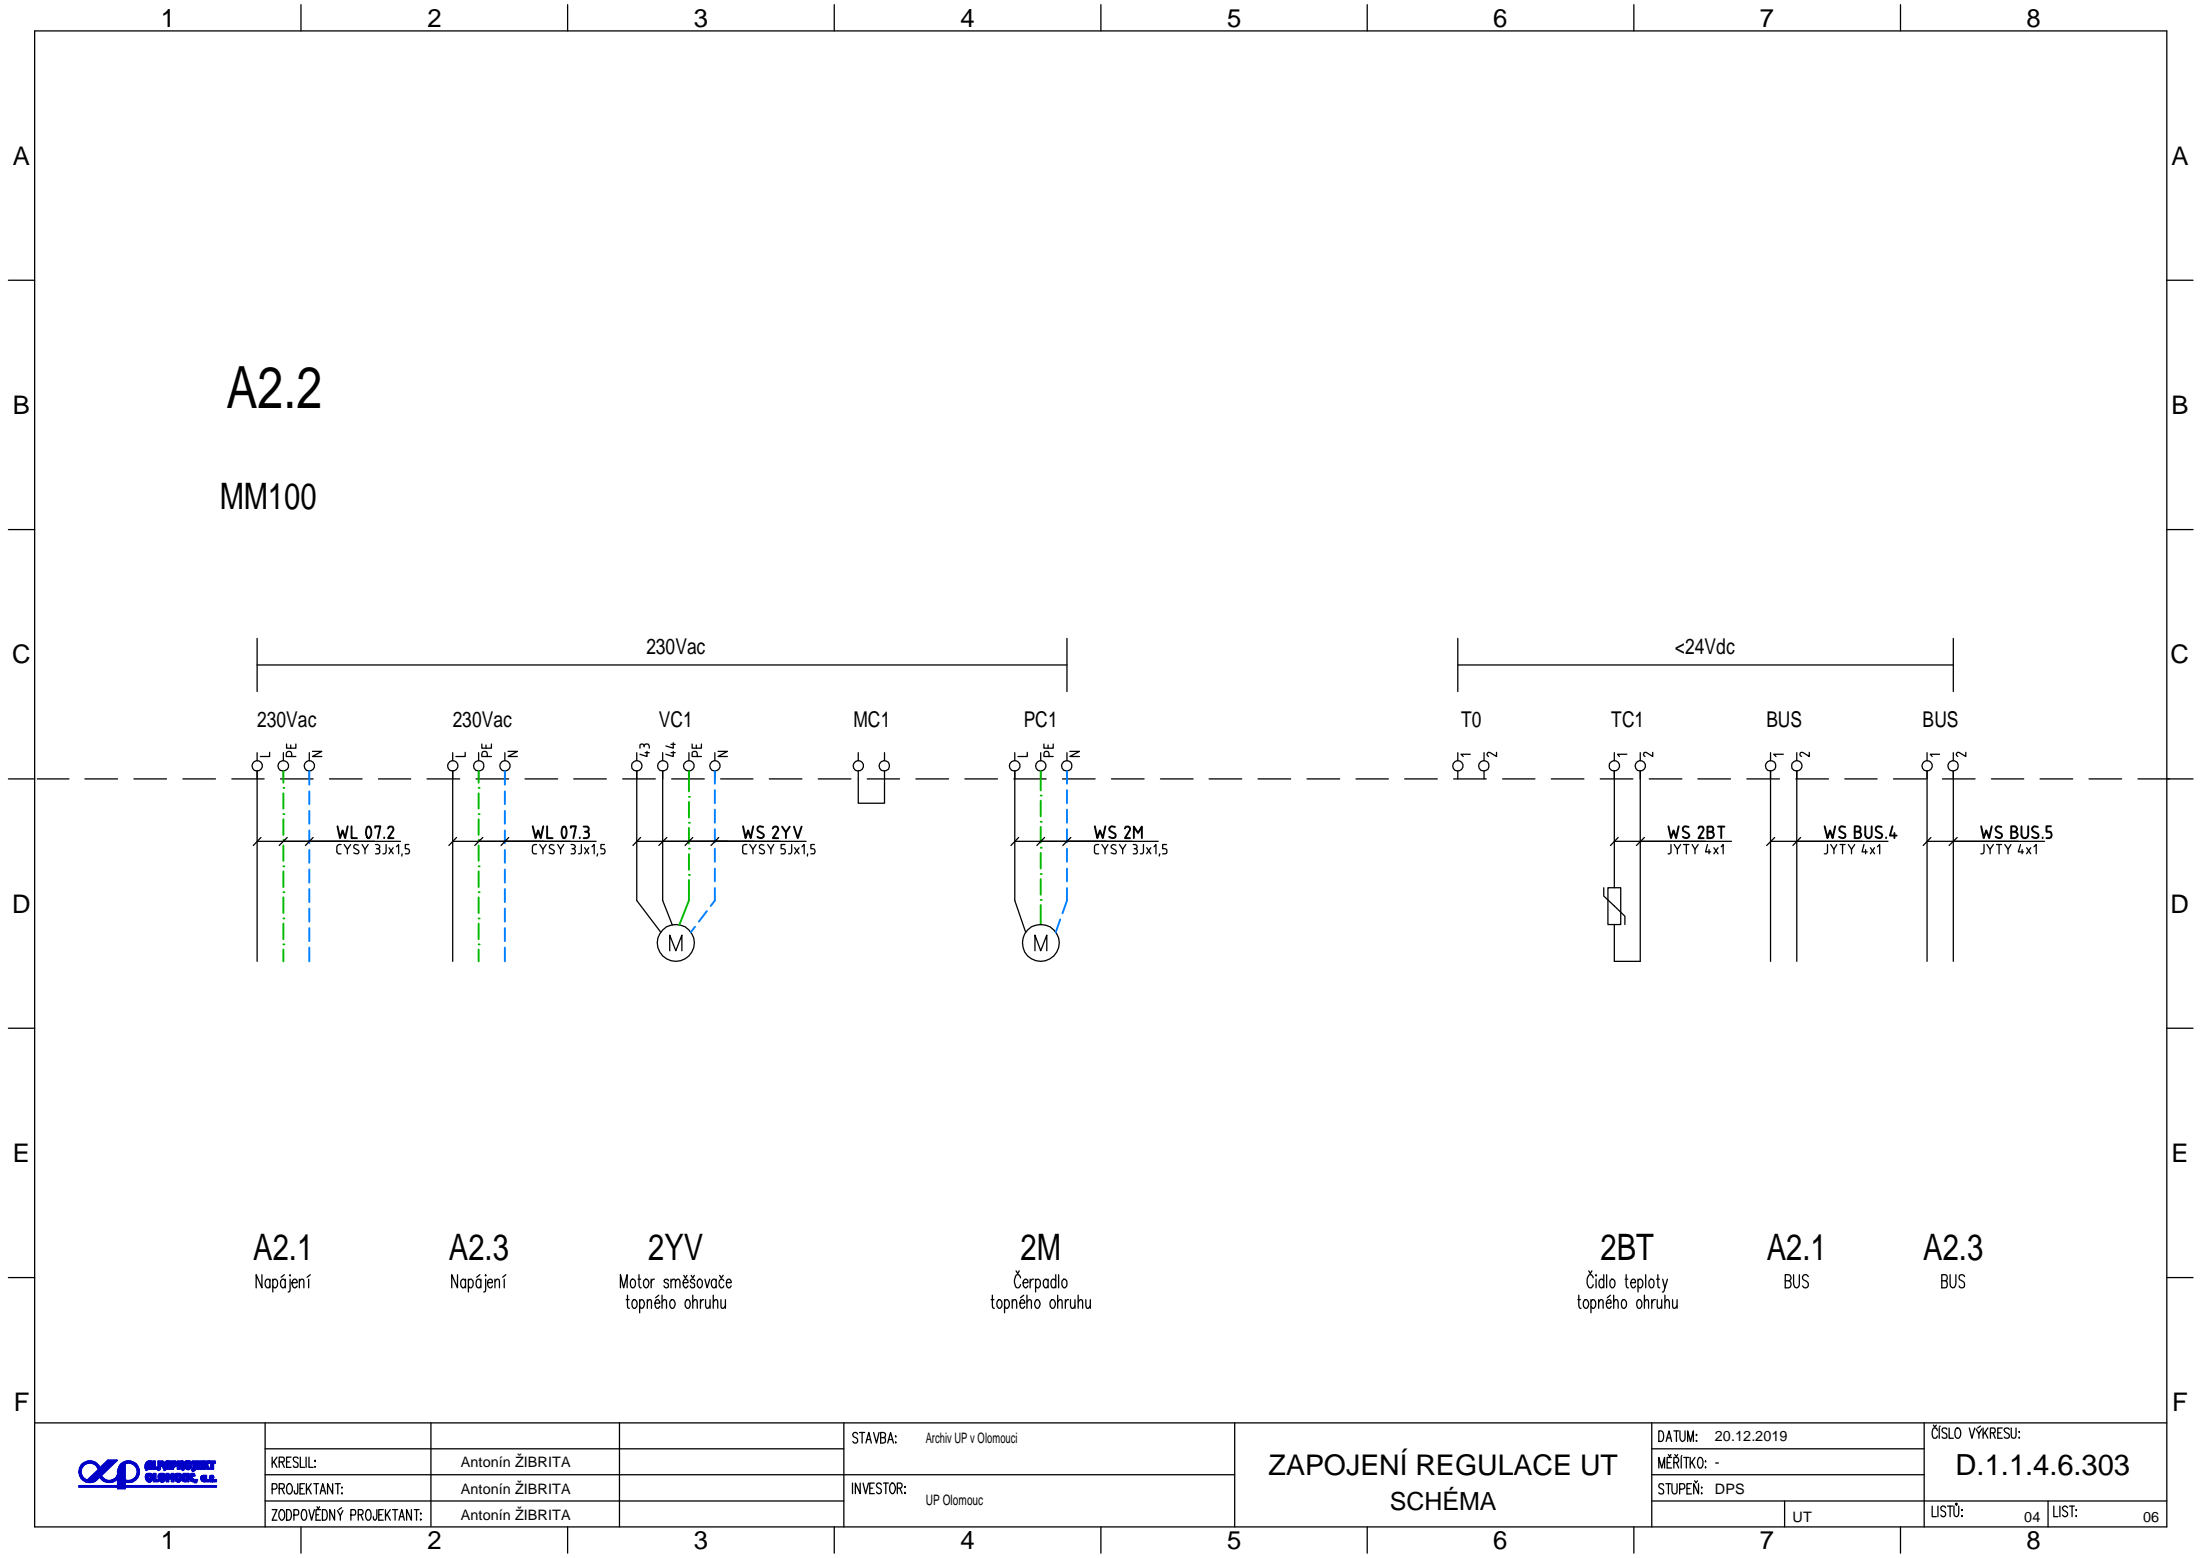 1 2 3 4 5 6 7 8
A A
B B
A2.2
MM100
C C
230Vac <24Vdc
230Vac 230Vac VC1 MC1 PC1 T0 TC1 BUS BUS
L PE N L PE N 43 44 PE N L PE N 1 2 1 2 1 2 1 2
WL 07.2 WL 07.3 WS 2YV WS 2M WS 2BT WS BUS.4 WS BUS.5
CYSY 3Jx1,5 CYSY 3Jx1,5 CYSY 5Jx1,5 CYSY 3Jx1,5 JYTY 4x1 JYTY 4x1 JYTY 4x1
D D
M M
E E
A2.1 A2.3 2YV 2M 2BT A2.1 A2.3
Napájení Napájení Motor směšovače Čerpadlo Čidlo teploty BUS BUS
topného ohruhu topného ohruhu topného ohruhu
F F
ALFAPROJEKT
OLOMOUC, a.s.
KRESLIL: Antonín ŽIBRITA
PROJEKTANT: Antonín ŽIBRITA
ZODPOVĚDNÝ PROJEKTANT: Antonín ŽIBRITA
STAVBA: Archiv UP v Olomouci
INVESTOR: UP Olomouc
ZAPOJENÍ REGULACE UT
SCHÉMA
DATUM: 20.12.2019
MĚŘÍTKO: -
STUPEŇ: DPS
UT
ČÍSLO VÝKRESU:
D.1.1.4.6.303
LISTŮ: 04 LIST: 06
1 2 3 4 5 6 7 8